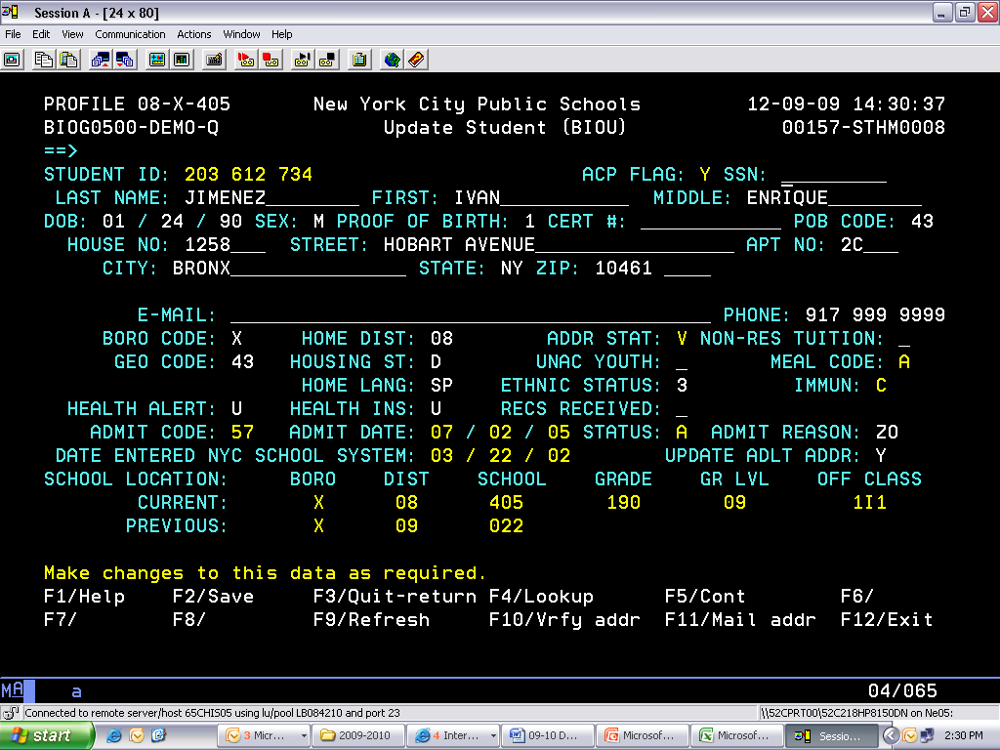 Session A - [24 x 80]
File Edit View Communication Actions Window Help
PROFILE 08-X-405 New York City Public Schools 12-09-09 14:30:37
BIOG0500-DEMO-Q Update Student (BIOU) 00157-STHM0008
==>
STUDENT ID: 203 612 734 ACP FLAG: Y SSN: _________
LAST NAME: JIMENEZ________ FIRST: IVAN___________ MIDDLE: ENRIQUE________
DOB: 01 / 24 / 90 SEX: M PROOF OF BIRTH: 1 CERT #: ____________ POB CODE: 43
HOUSE NO: 1258___ STREET: HOBART AVENUE_________________ APT NO: 2C___
CITY: BRONX_______________ STATE: NY ZIP: 10461 ____
E-MAIL: _________________________________________ PHONE: 917 999 9999
BORO CODE: X HOME DIST: 08 ADDR STAT: V NON-RES TUITION: _
GEO CODE: 43 HOUSING ST: D UNAC YOUTH: _ MEAL CODE: A
HOME LANG: SP ETHNIC STATUS: 3 IMMUN: C
HEALTH ALERT: U HEALTH INS: U RECS RECEIVED: _
ADMIT CODE: 57 ADMIT DATE: 07 / 02 / 05 STATUS: A ADMIT REASON: ZO
DATE ENTERED NYC SCHOOL SYSTEM: 03 / 22 / 02 UPDATE ADLT ADDR: Y
SCHOOL LOCATION: BORO DIST SCHOOL GRADE GR LVL OFF CLASS
CURRENT: X 08 405 190 09 1I1
PREVIOUS: X 09 022
Make changes to this data as required.
F1/Help F2/Save F3/Quit-return F4/Lookup F5/Cont F6/
F7/ F8/ F9/Refresh F10/Vrfy addr F11/Mail addr F12/Exit
MA a 04/065
Connected to remote server/host 65CHIS05 using lu/pool LB084210 and port 23 \\52CPRT00\52C218HP8150DN on Ne05:
start 3 Micr... 2009-2010 4 Inter... 09-10 D... Microsof... Microsof... Sessio... 2:30 PM